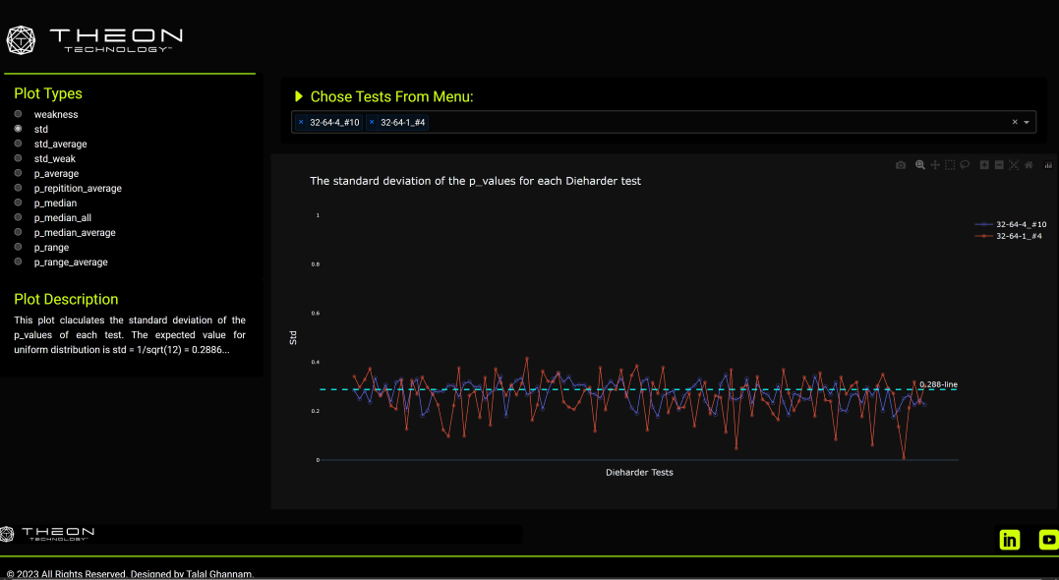 THEON
TECHNOLOGY™
Plot Types
weakness
std
std_average
std_weak
p_average
p_repitition_average
p_median
p_median_all
p_median_average
p_range
p_range_average
Plot Description
This plot claculates the standard deviation of the
p_values of each test. The expected value for
uniform distribution is std = 1/sqrt(12) = 0.2886...
Chose Tests From Menu:
× 32-64-4_#10 × 32-64-1_#4 ×
The standard deviation of the p_values for each Dieharder test
1
0.8
0.6
0.4
0.2
0
Std
32-64-4_#10
32-64-1_#4
0.288-line
Dieharder Tests
THEON
TECHNOLOGY™
in
© 2023 All Rights Reserved. Designed by Talal Ghannam.